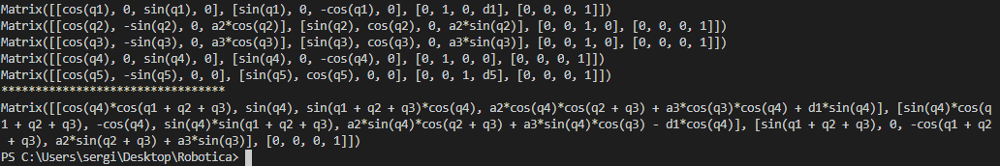 Matrix([[cos(q1), 0, sin(q1), 0], [sin(q1), 0, -cos(q1), 0], [0, 1, 0, d1], [0, 0, 0, 1]])
Matrix([[cos(q2), -sin(q2), 0, a2*cos(q2)], [sin(q2), cos(q2), 0, a2*sin(q2)], [0, 0, 1, 0], [0, 0, 0, 1]])
Matrix([[cos(q3), -sin(q3), 0, a3*cos(q3)], [sin(q3), cos(q3), 0, a3*sin(q3)], [0, 0, 1, 0], [0, 0, 0, 1]])
Matrix([[cos(q4), 0, sin(q4), 0], [sin(q4), 0, -cos(q4), 0], [0, 1, 0, 0], [0, 0, 0, 1]])
Matrix([[cos(q5), -sin(q5), 0, 0], [sin(q5), cos(q5), 0, 0], [0, 0, 1, d5], [0, 0, 0, 1]])
*********************************
Matrix([[cos(q4)*cos(q1 + q2 + q3), sin(q4), sin(q1 + q2 + q3)*cos(q4), a2*cos(q4)*cos(q2 + q3) + a3*cos(q3)*cos(q4) + d1*sin(q4)], [sin(q4)*cos(q
1 + q2 + q3), -cos(q4), sin(q4)*sin(q1 + q2 + q3), a2*sin(q4)*cos(q2 + q3) + a3*sin(q4)*cos(q3) - d1*cos(q4)], [sin(q1 + q2 + q3), 0, -cos(q1 + q2
 + q3), a2*sin(q2 + q3) + a3*sin(q3)], [0, 0, 0, 1]])
PS C:\Users\sergi\Desktop\Robotica>